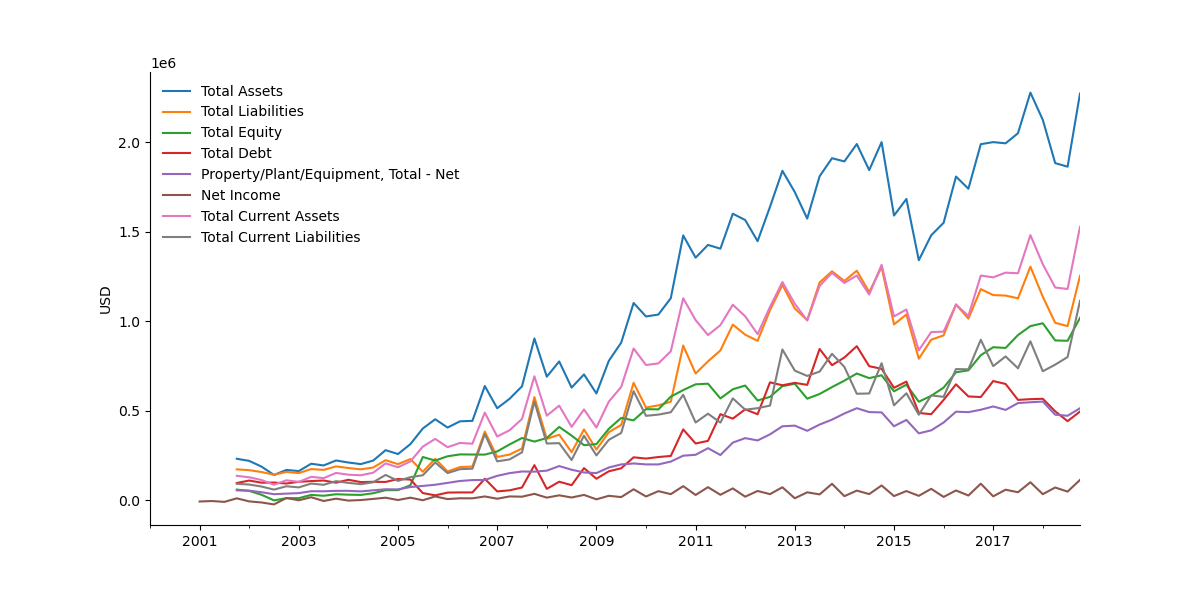 1e6
Total Assets
Total Liabilities
Total Equity
Total Debt
Property/Plant/Equipment, Total - Net
Net Income
Total Current Assets
Total Current Liabilities
2.0
1.5
1.0
0.5
0.0
USD
2001 2003 2005 2007 2009 2011 2013 2015 2017